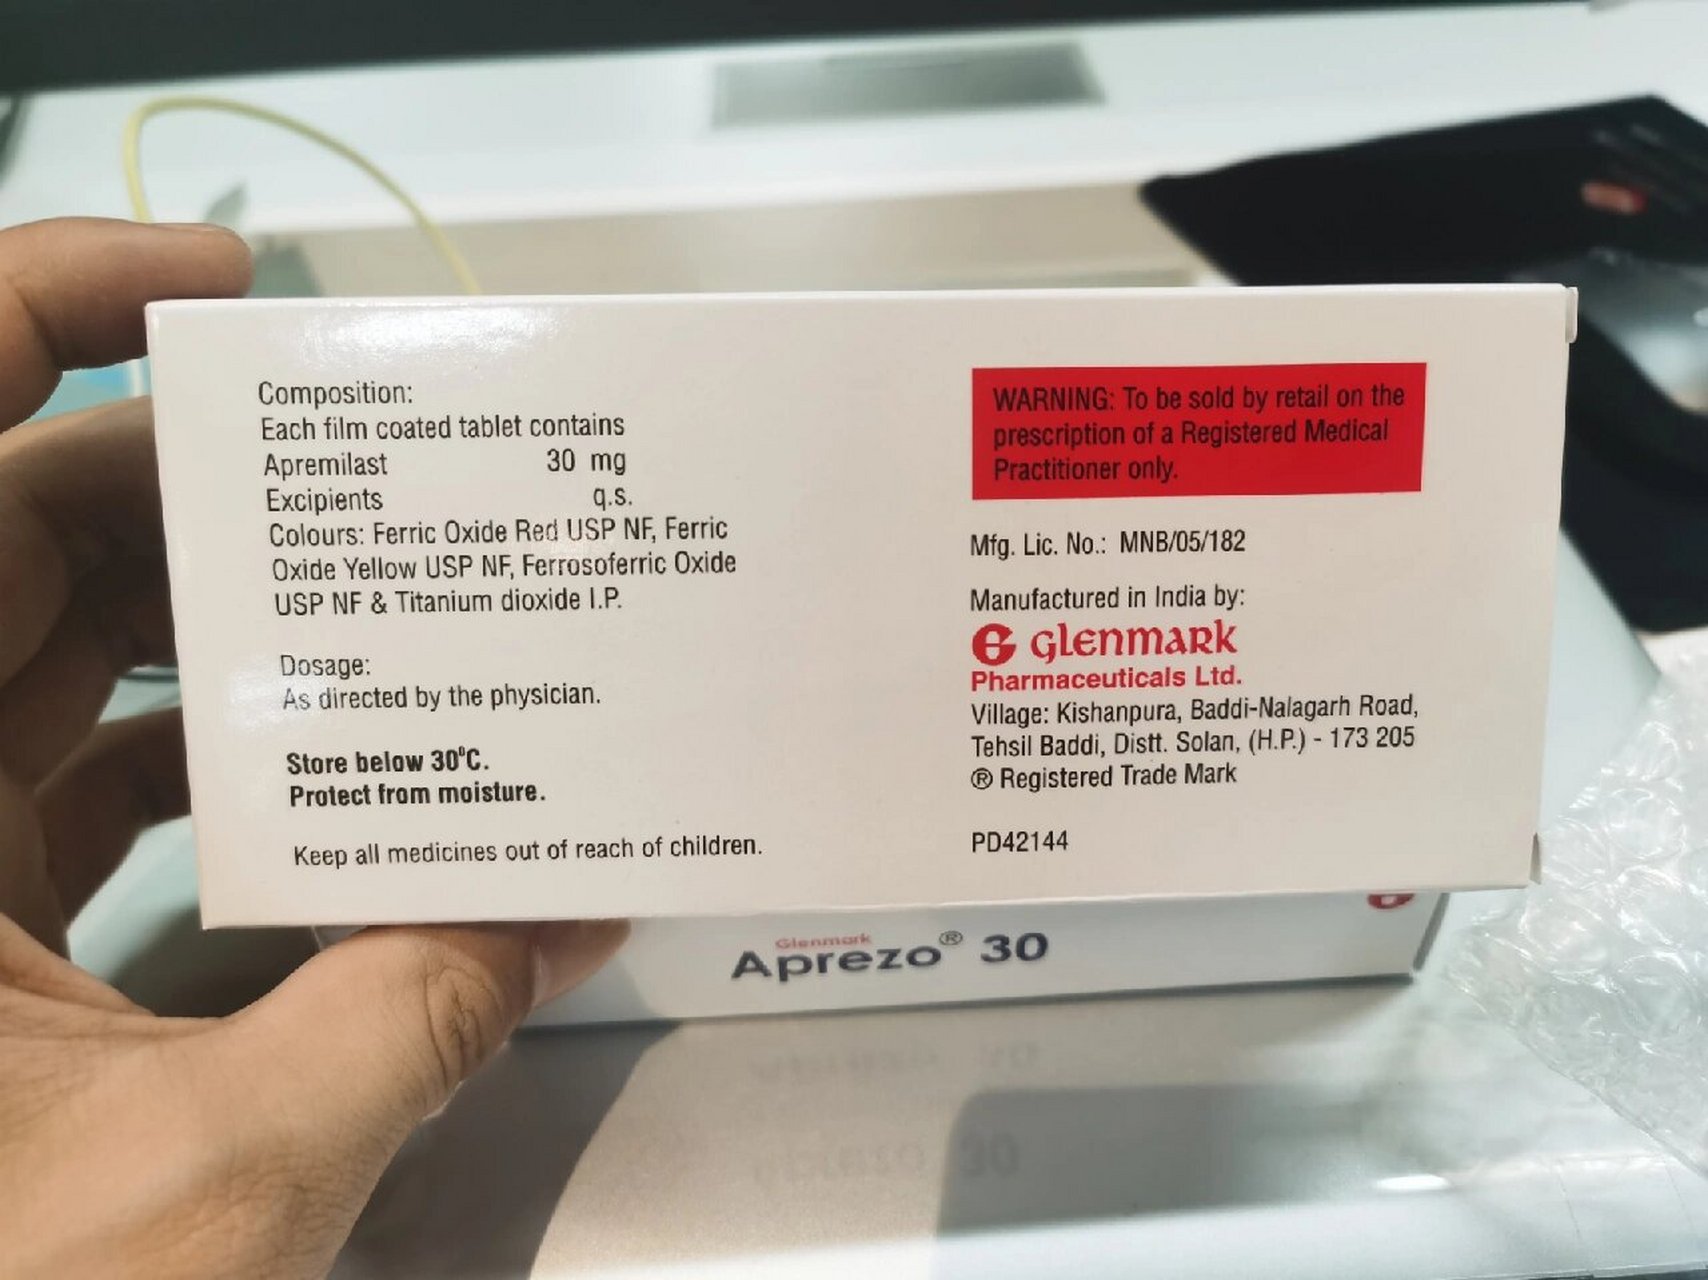 Composition:
Each film coated tablet contains
Apremilast 30 mg
Excipients q.s.
Colours: Ferric Oxide Red USP NF, Ferric
Oxide Yellow USP NF, Ferrosoferric Oxide
USP NF & Titanium dioxide I.P.
Dosage:
As directed by the physician.
Store below 30°C.
Protect from moisture.
Keep all medicines out of reach of children.
WARNING: To be sold by retail on the
prescription of a Registered Medical
Practitioner only.
Mfg. Lic. No.: MNB/05/182
Manufactured in India by:
G Glenmark
Pharmaceuticals Ltd.
Village: Kishanpura, Baddi-Nalagarh Road,
Tehsil Baddi, Distt. Solan, (H.P.) - 173 205
® Registered Trade Mark
PD42144
Glenmark
Aprezo® 30